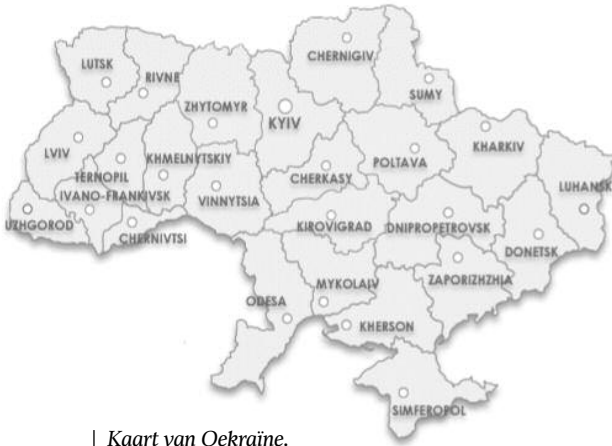 CHERNIGIV
LUTSK
RIVNE
SUMY
ZHYTOMYR
KYIV
KHARKIV
LVIV
TERNOPIL
KHMELNYTSKIY
CHERKASY
POLTAVA
LUHANSK
IVANO-FRANKIVSK
VINNYTSIA
UZHGOROD
CHERNIVTSI
KIROVIGRAD
DNIPROPETROVSK
DONETSK
MYKOLAIV
ZAPORIZHZHIA
ODESA
KHERSON
SIMFEROPOL
| Kaart van Oekraïne.